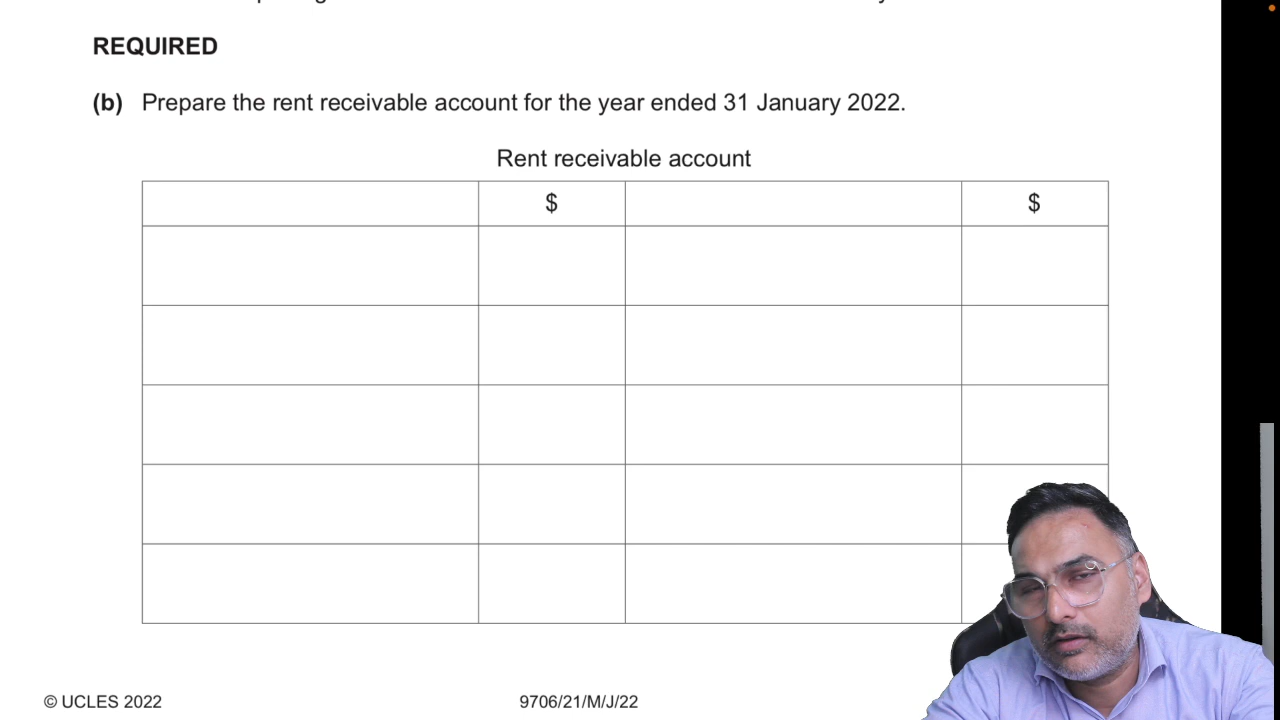 REQUIRED
(b) Prepare the rent receivable account for the year ended 31 January 2022.
Rent receivable account
$ $
© UCLES 2022 9706/21/M/J/22